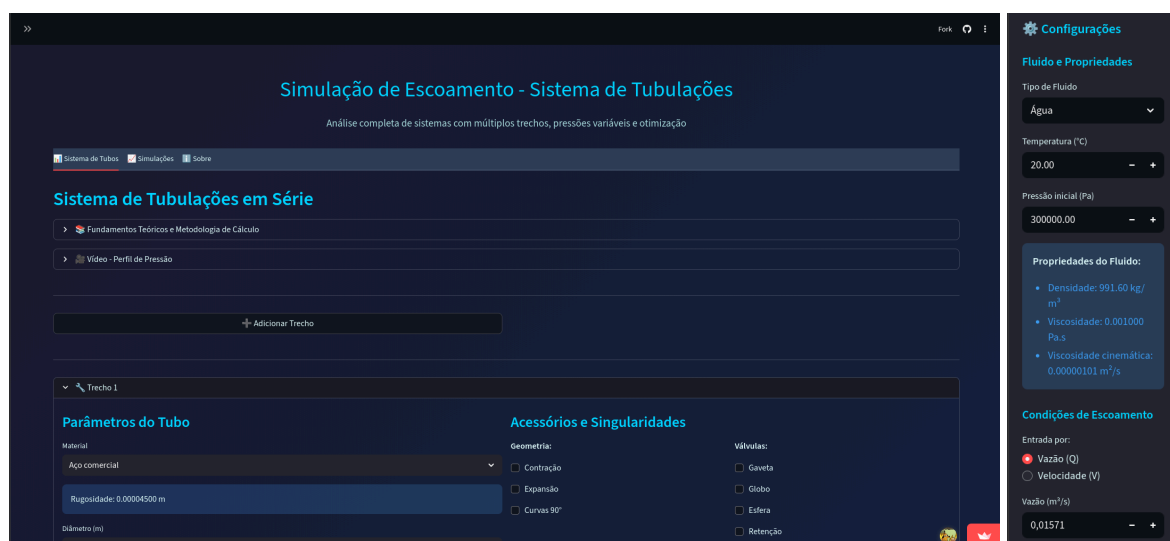 Fork
Simulação de Escoamento - Sistema de Tubulações
Análise completa de sistemas com múltiplos trechos, pressões variáveis e otimização
Sistema de Tubos Simulações Sobre
Sistema de Tubulações em Série
Fundamentos Teóricos e Metodologia de Cálculo
Vídeo - Perfil de Pressão
Adicionar Trecho
Trecho 1
Parâmetros do Tubo
Material
Aço comercial
Rugosidade: 0.00004500 m
Diâmetro (m)
Acessórios e Singularidades
Geometria:
Contração
Expansão
Curvas 90°
Válvulas:
Gaveta
Globo
Esfera
Retenção
Configurações
Fluido e Propriedades
Tipo de Fluido
Água
Temperatura (°C)
20.00 - +
Pressão inicial (Pa)
300000.00 - +
Propriedades do Fluido:
• Densidade: 991.60 kg/
m³
• Viscosidade: 0.001000
Pa.s
• Viscosidade cinemática:
0.00000101 m²/s
Condições de Escoamento
Entrada por:
Vazão (Q)
Velocidade (V)
Vazão (m³/s)
0,01571 - +